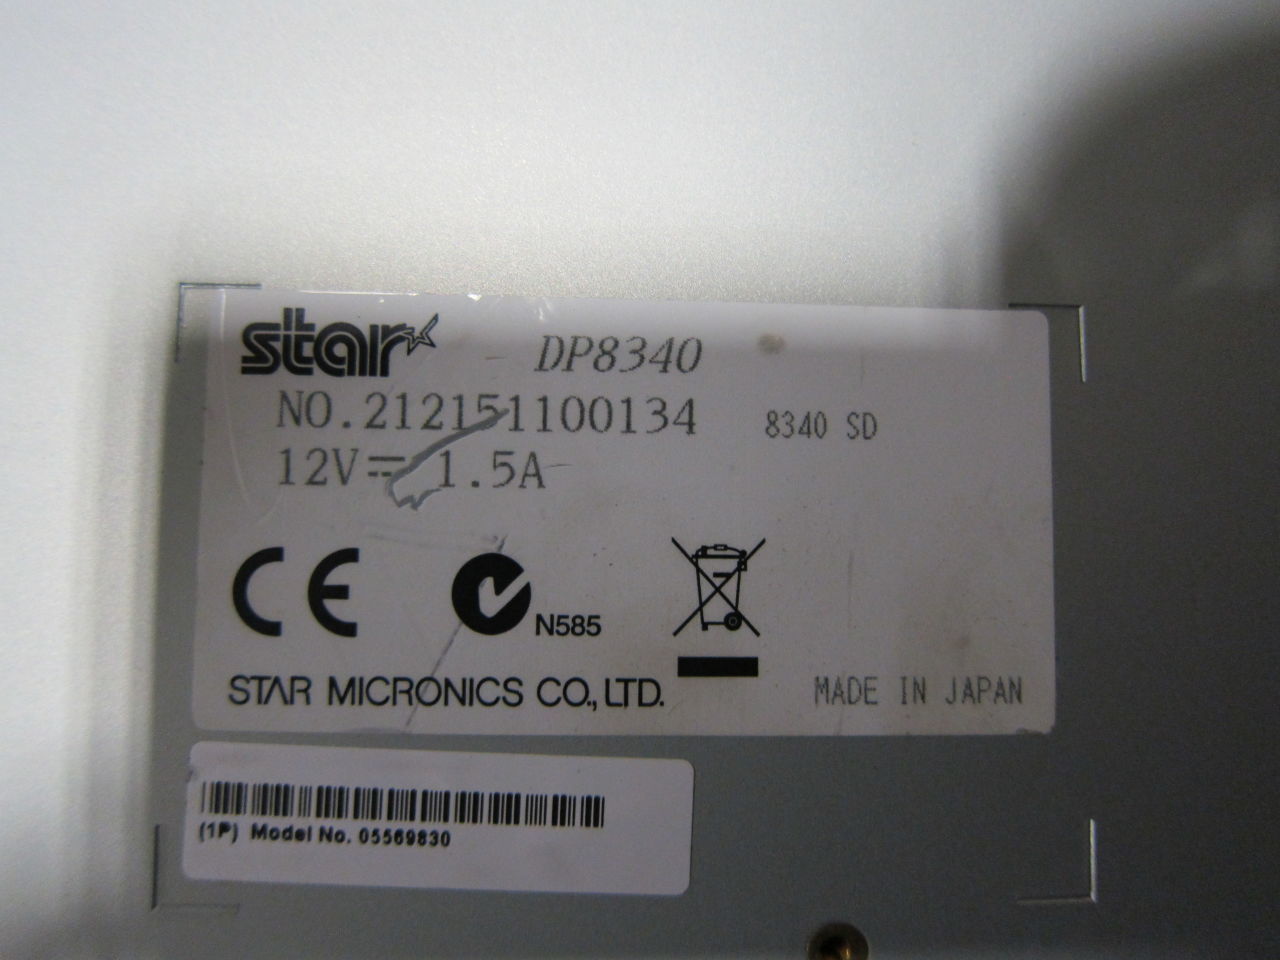 star DP8340
NO.212151100134 8340 SD
12V⎓ 1.5A
CE N585
STAR MICRONICS CO., LTD. MADE IN JAPAN
(1P) Model No. 05569830